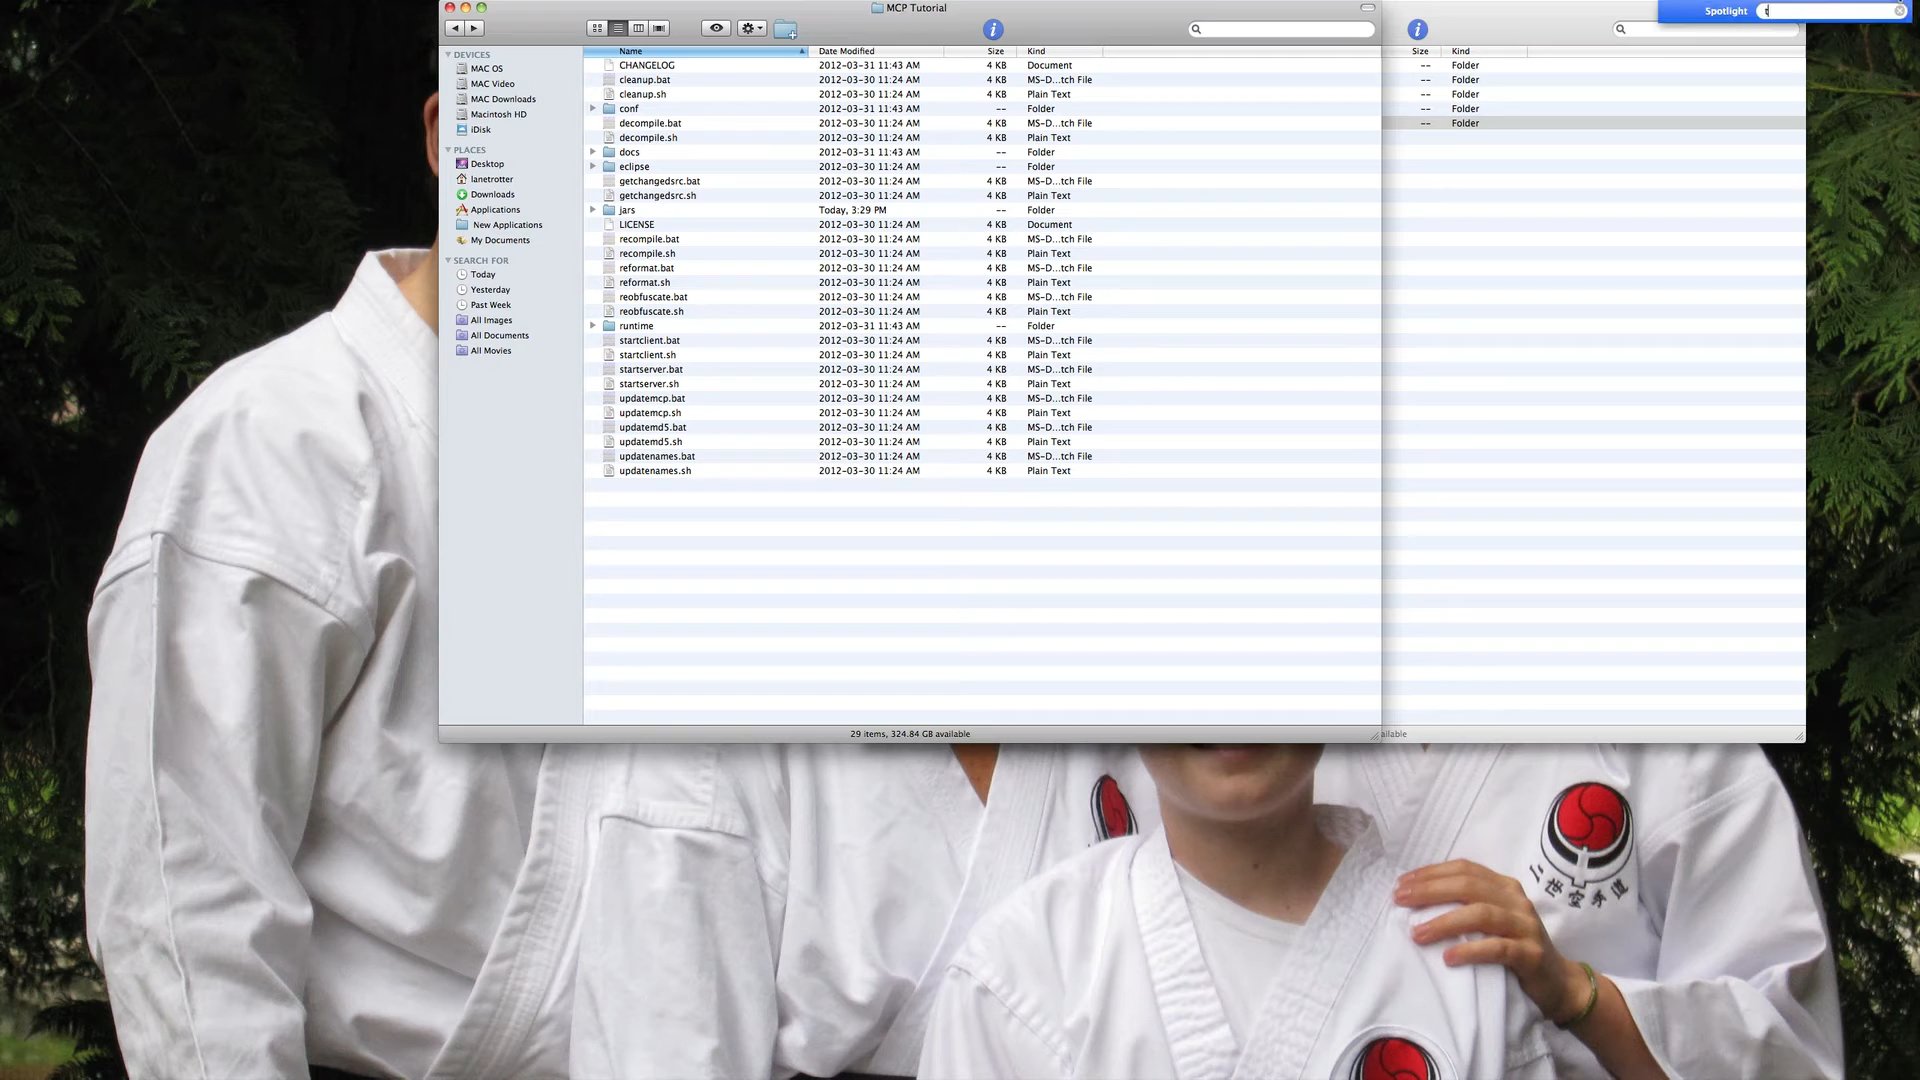 MCP Tutorial
Spotlight t
Name Date Modified Size Kind
Size Kind
DEVICES
MAC OS
MAC Video
MAC Downloads
Macintosh HD
iDisk
PLACES
Desktop
lanetrotter
Downloads
Applications
New Applications
My Documents
SEARCH FOR
Today
Yesterday
Past Week
All Images
All Documents
All Movies
CHANGELOG 2012-03-31 11:43 AM 4 KB Document
cleanup.bat 2012-03-30 11:24 AM 4 KB MS-D...tch File
cleanup.sh 2012-03-30 11:24 AM 4 KB Plain Text
conf 2012-03-31 11:43 AM -- Folder
decompile.bat 2012-03-30 11:24 AM 4 KB MS-D...tch File
decompile.sh 2012-03-30 11:24 AM 4 KB Plain Text
docs 2012-03-31 11:43 AM -- Folder
eclipse 2012-03-30 11:24 AM -- Folder
getchangedsrc.bat 2012-03-30 11:24 AM 4 KB MS-D...tch File
getchangedsrc.sh 2012-03-30 11:24 AM 4 KB Plain Text
jars Today, 3:29 PM -- Folder
LICENSE 2012-03-30 11:24 AM 4 KB Document
recompile.bat 2012-03-30 11:24 AM 4 KB MS-D...tch File
recompile.sh 2012-03-30 11:24 AM 4 KB Plain Text
reformat.bat 2012-03-30 11:24 AM 4 KB MS-D...tch File
reformat.sh 2012-03-30 11:24 AM 4 KB Plain Text
reobfuscate.bat 2012-03-30 11:24 AM 4 KB MS-D...tch File
reobfuscate.sh 2012-03-30 11:24 AM 4 KB Plain Text
runtime 2012-03-31 11:43 AM -- Folder
startclient.bat 2012-03-30 11:24 AM 4 KB MS-D...tch File
startclient.sh 2012-03-30 11:24 AM 4 KB Plain Text
startserver.bat 2012-03-30 11:24 AM 4 KB MS-D...tch File
startserver.sh 2012-03-30 11:24 AM 4 KB Plain Text
updatemcp.bat 2012-03-30 11:24 AM 4 KB MS-D...tch File
updatemcp.sh 2012-03-30 11:24 AM 4 KB Plain Text
updatemd5.bat 2012-03-30 11:24 AM 4 KB MS-D...tch File
updatemd5.sh 2012-03-30 11:24 AM 4 KB Plain Text
updatenames.bat 2012-03-30 11:24 AM 4 KB MS-D...tch File
updatenames.sh 2012-03-30 11:24 AM 4 KB Plain Text
-- Folder
-- Folder
-- Folder
-- Folder
-- Folder
29 items, 324.84 GB available
ailable
世空手道